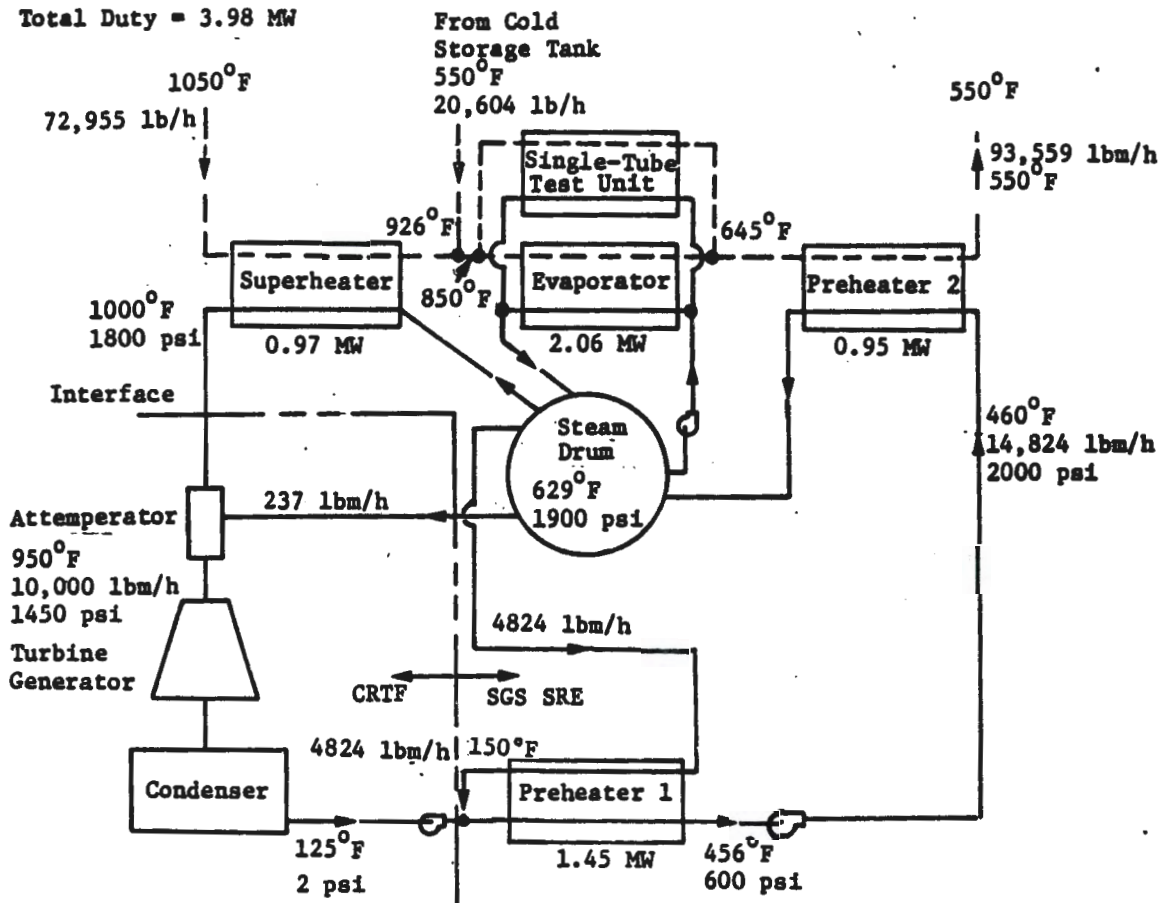 Total Duty = 3.98 MW
From Cold
Storage Tank
550°F
20,604 lb/h
1050°F
72,955 lb/h
550°F
93,559 lbm/h
550°F
Single-Tube
Test Unit
926°F
645°F
Superheater
850°F
Evaporator
Preheater 2
1000°F
1800 psi
0.97 MW
2.06 MW
0.95 MW
Interface
Steam
Drum
629°F
1900 psi
460°F
14,824 lbm/h
2000 psi
237 lbm/h
Attemperator
950°F
10,000 lbm/h
1450 psi
Turbine
Generator
4824 lbm/h
CRTF
SGS SRE
4824 lbm/h
150°F
Condenser
Preheater 1
125°F
2 psi
1.45 MW
456°F
600 psi